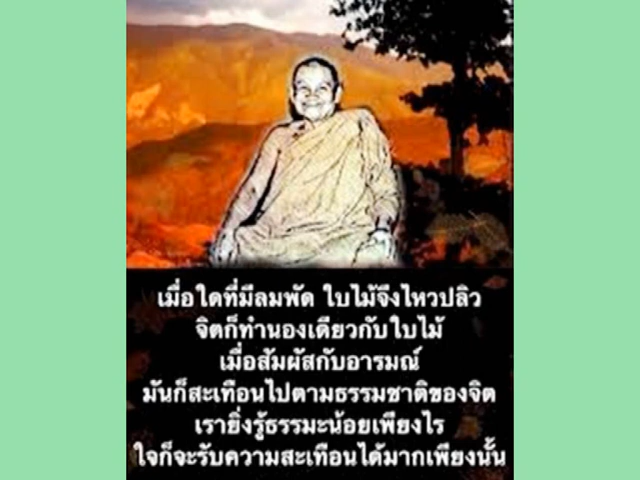 เมื่อใดที่มีลมพัด ใบไม้จึงไหวปลิว
จิตก็ทำนองเดียวกับใบไม้
เมื่อสัมผัสกับอารมณ์
มันก็สะเทือนไปตามธรรมชาติของจิต
เรายิ่งรู้ธรรมะน้อยเพียงไร
ใจก็จะรับความสะเทือนได้มากเพียงนั้น